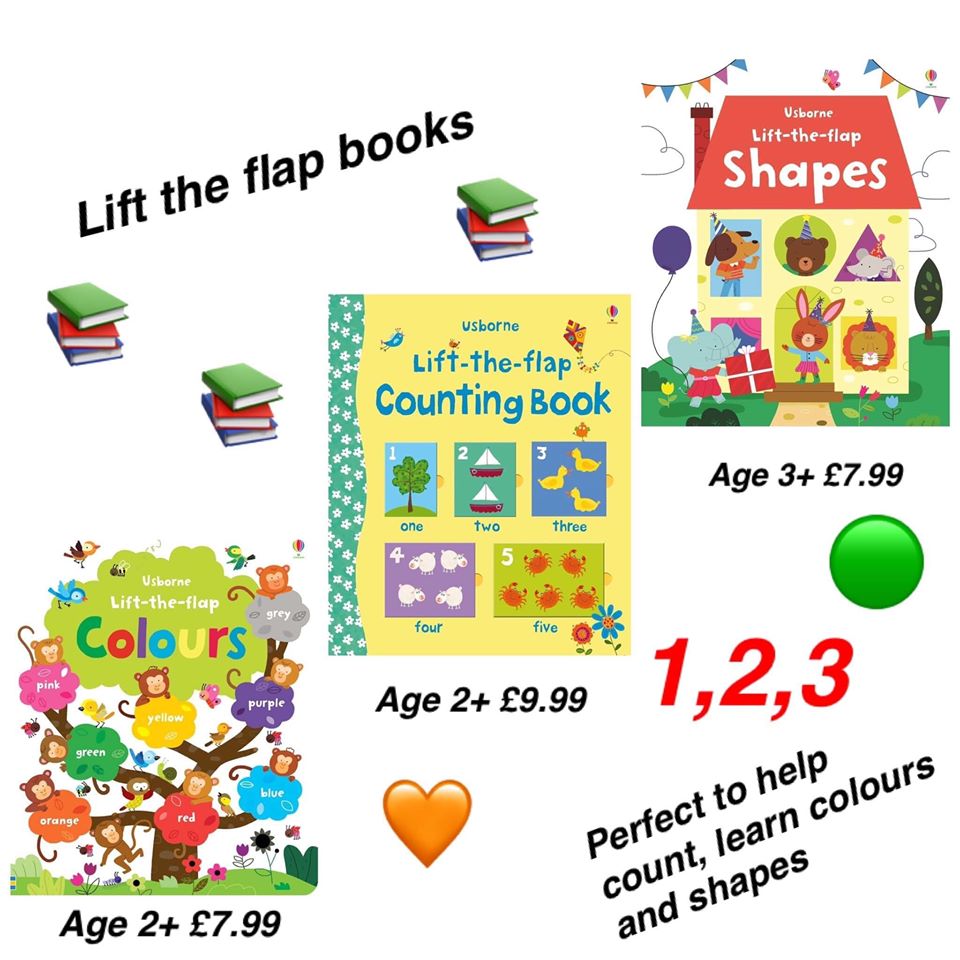 Lift the flap books
Usborne
Lift-the-flap
Shapes
Age 3+ £7.99
Usborne
Lift-the-flap
Counting Book
1
2
3
one
two
three
4
5
four
five
Age 2+ £9.99
Usborne
Lift-the-flap
Colours
grey
pink
purple
yellow
green
blue
orange
red
Age 2+ £7.99
1,2,3
Perfect to help
count, learn colours
and shapes